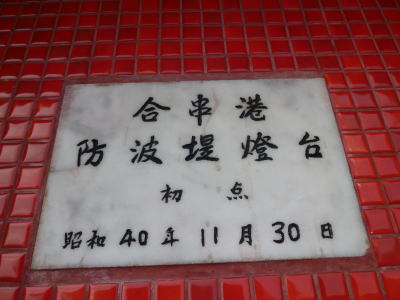 合串港
防波堤燈台
初点
昭和40年11月30日